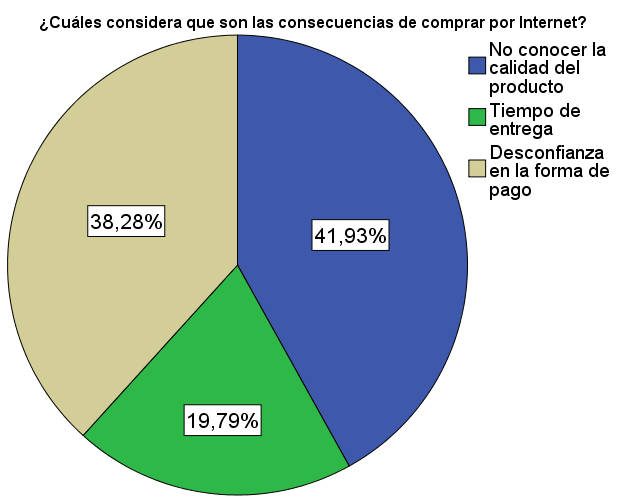 ¿Cuáles considera que son las consecuencias de comprar por Internet?
No conocer la
calidad del
producto
Tiempo de
entrega
Desconfianza
en la forma de
pago
38,28%
41,93%
19,79%